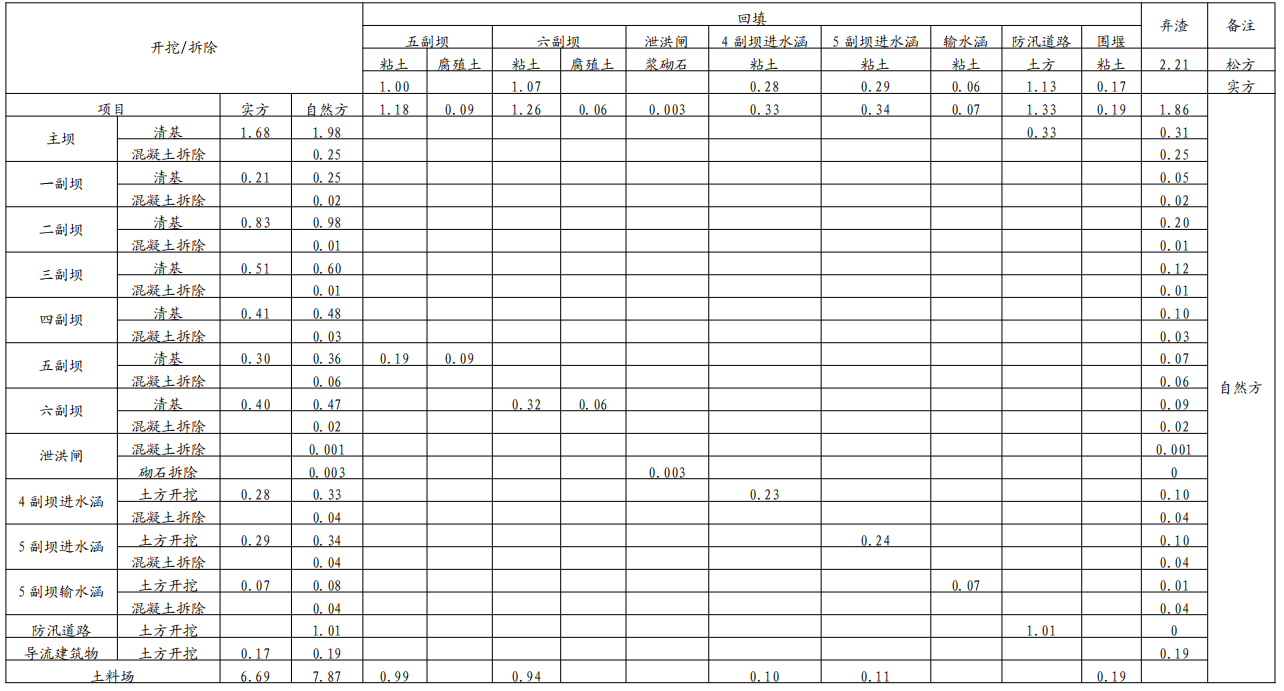 开挖/拆除 回填 弃渣 备注
五副坝 六副坝 泄洪闸 4副坝进水涵 5副坝进水涵 输水涵 防汛道路 围堰
粘土 腐殖土 粘土 腐殖土 浆砌石 粘土 粘土 粘土 土方 粘土 2.21 松方
1.00 1.07 0.28 0.29 0.06 1.13 0.17 实方
项目 实方 自然方 1.18 0.09 1.26 0.06 0.003 0.33 0.34 0.07 1.33 0.19 1.86 自然方
主坝 清基 1.68 1.98 0.33 0.31
混凝土拆除 0.25 0.25
一副坝 清基 0.21 0.25 0.05
混凝土拆除 0.02 0.02
二副坝 清基 0.83 0.98 0.20
混凝土拆除 0.01 0.01
三副坝 清基 0.51 0.60 0.12
混凝土拆除 0.01 0.01
四副坝 清基 0.41 0.48 0.10
混凝土拆除 0.03 0.03
五副坝 清基 0.30 0.36 0.19 0.09 0.07
混凝土拆除 0.06 0.06
六副坝 清基 0.40 0.47 0.32 0.06 0.09
混凝土拆除 0.02 0.02
泄洪闸 混凝土拆除 0.001 0.001
砌石拆除 0.003 0.003 0
4副坝进水涵 土方开挖 0.28 0.33 0.23 0.10
混凝土拆除 0.04 0.04
5副坝进水涵 土方开挖 0.29 0.34 0.24 0.10
混凝土拆除 0.04 0.04
5副坝输水涵 土方开挖 0.07 0.08 0.07 0.01
混凝土拆除 0.04 0.04
防汛道路 土方开挖 1.01 1.01 0
导流建筑物 土方开挖 0.17 0.19 0.19
土料场 6.69 7.87 0.99 0.94 0.10 0.11 0.19